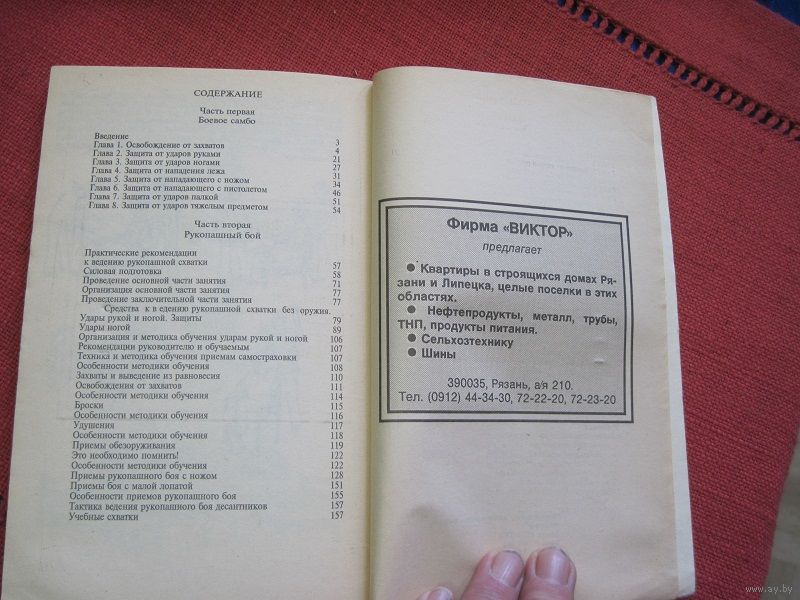 СОДЕРЖАНИЕ
Часть первая
Боевое самбо
Введение 3
Глава 1. Освобождение от захватов 4
Глава 2. Защита от ударов руками 21
Глава 3. Защита от ударов ногами 27
Глава 4. Защита от нападения лежа 31
Глава 5. Защита от нападающего с ножом 34
Глава 6. Защита от нападающего с пистолетом 46
Глава 7. Защита от ударов палкой 51
Глава 8. Защита от ударов тяжелым предметом 54
Часть вторая
Рукопашный бой
Практические рекомендации
к ведению рукопашной схватки 57
Силовая подготовка 58
Проведение основной части занятия 71
Организация основной части занятия 77
Проведение заключительной части занятия 77
Средства к в едению рукопашной схватки без оружия.
Удары рукой и ногой. Защиты 79
Удары ногой 89
Организация и методика обучения ударам рукой и ногой 106
Рекомендации руководителю и обучаемым 107
Техника и методика обучения приемам самостраховки 107
Особенности методики обучения 108
Захваты и выведение из равновесия 110
Освобождения от захватов 111
Особенности методики обучения 114
Броски 115
Особенности методики обучения 116
Удушения 117
Особенности методики обучения 118
Приемы обезоруживания 119
Это необходимо помнить! 122
Особенности методики обучения 122
Приемы рукопашного боя с ножом 128
Приемы боя с малой лопатой 151
Особенности приемов рукопашного боя 155
Тактика ведения рукопашного боя десантников 157
Учебные схватки 157
Фирма «ВИКТОР»
предлагает
● Квартиры в строящихся домах Ря-
зани и Липецка, целые поселки в этих
областях.
● Нефтепродукты, металл, трубы,
ТНП, продукты питания.
● Сельхозтехнику
● Шины
390035, Рязань, а/я 210.
Тел. (0912) 44-34-30, 72-22-20, 72-23-20
www.ay.by